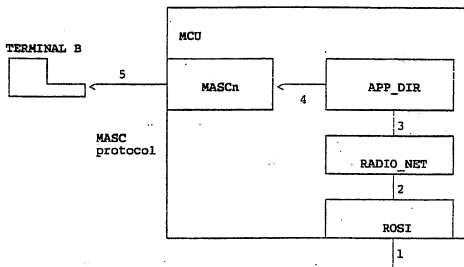 MCU
TERMINAL B
5
MASCn
4
APP_DIR
3
MASC
protocol
RADIO_NET
2
ROSI
1